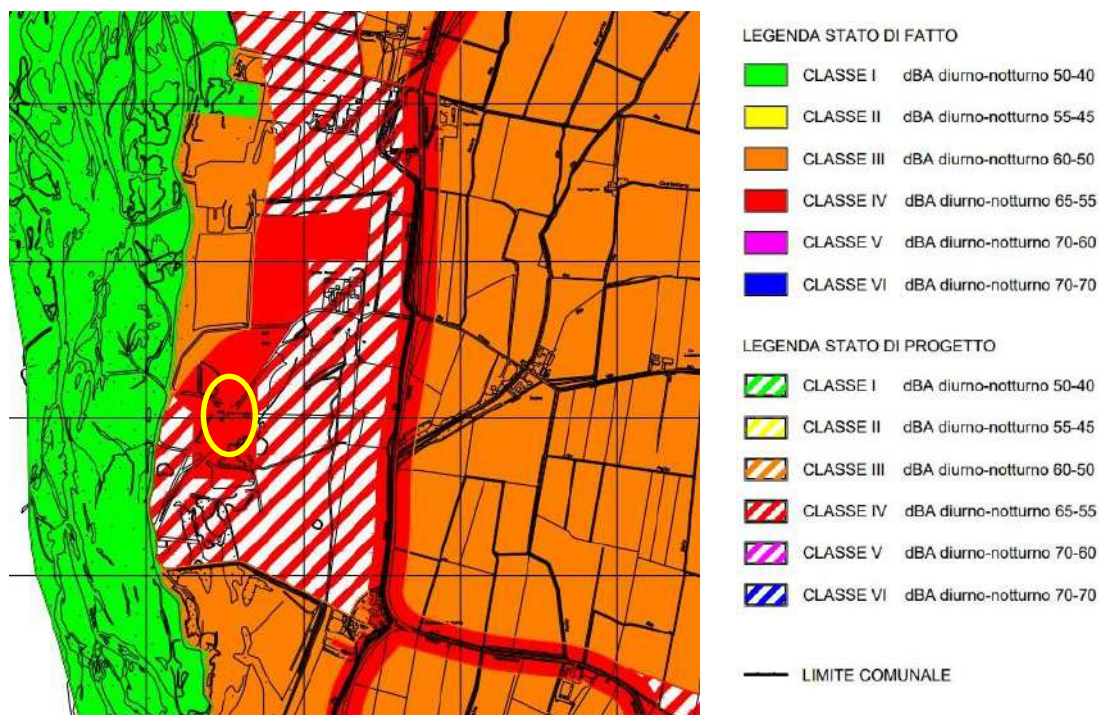 LEGENDA STATO DI FATTO
CLASSE I dBA diurno-notturno 50-40
CLASSE II dBA diurno-notturno 55-45
CLASSE III dBA diurno-notturno 60-50
CLASSE IV dBA diurno-notturno 65-55
CLASSE V dBA diurno-notturno 70-60
CLASSE VI dBA diurno-notturno 70-70
LEGENDA STATO DI PROGETTO
CLASSE I dBA diurno-notturno 50-40
CLASSE II dBA diurno-notturno 55-45
CLASSE III dBA diurno-notturno 60-50
CLASSE IV dBA diurno-notturno 65-55
CLASSE V dBA diurno-notturno 70-60
CLASSE VI dBA diurno-notturno 70-70
LIMITE COMUNALE